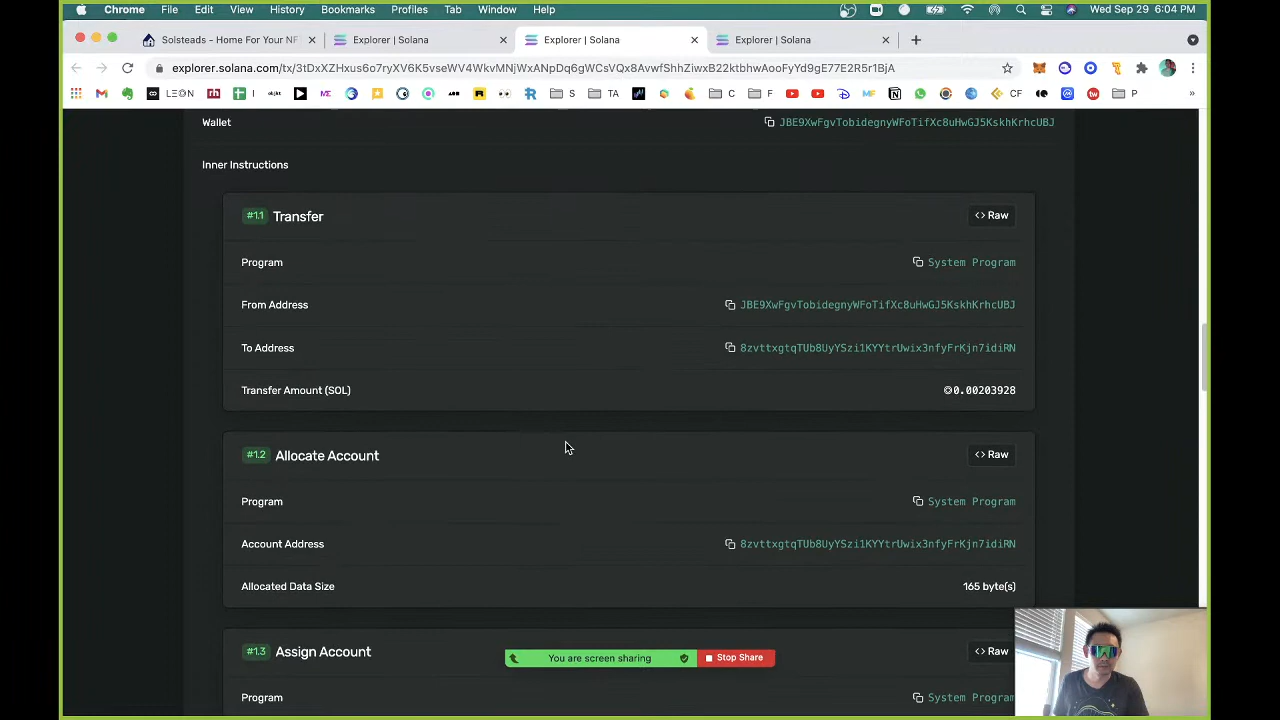 Chrome File Edit View History Bookmarks Profiles Tab Window Help Wed Sep 29 6:04 PM
Solsteads - Home For Your NF Explorer | Solana Explorer | Solana Explorer | Solana
explorer.solana.com/tx/3tDxXZHxus6o7ryXV6K5vseWV4WkvMNjWxANpDq6gWCsVQx8AvwfShhZiwxB22ktbhwAooFyYd9gE77E2R5r1BjA
LE0N I okt S TA C F CF P »
Wallet JBE9XwFgvTobidegnyWFoTifXc8uHwGJ5KskhKrhcUBJ
Inner Instructions
#1.1 Transfer <> Raw
Program System Program
From Address JBE9XwFgvTobidegnyWFoTifXc8uHwGJ5KskhKrhcUBJ
To Address 8zvttxgtqTUb8UyYSzi1KYYtrUwix3nfyFrKjn7idiRN
Transfer Amount (SOL) ◎0.00203928
#1.2 Allocate Account <> Raw
Program System Program
Account Address 8zvttxgtqTUb8UyYSzi1KYYtrUwix3nfyFrKjn7idiRN
Allocated Data Size 165 byte(s)
#1.3 Assign Account <> Raw
You are screen sharing Stop Share
Program System Program